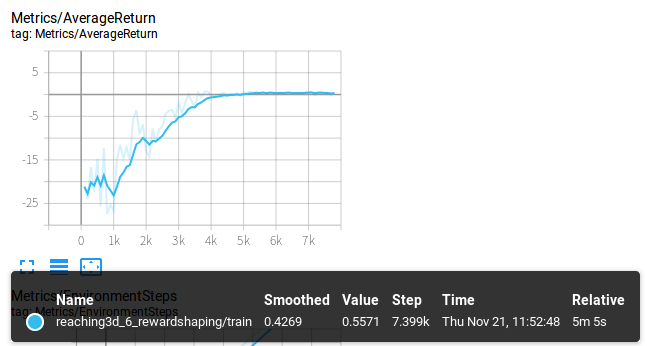 Metrics/AverageReturn
tag: Metrics/AverageReturn
5
-5
-15
-25
0 1k 2k 3k 4k 5k 6k 7k
Metrics/EnvironmentSteps
tag: Metrics/EnvironmentSteps
Name Smoothed Value Step Time Relative
reaching3d_6_rewardshaping/train 0.4269 0.5571 7.399k Thu Nov 21, 11:52:48 5m 5s